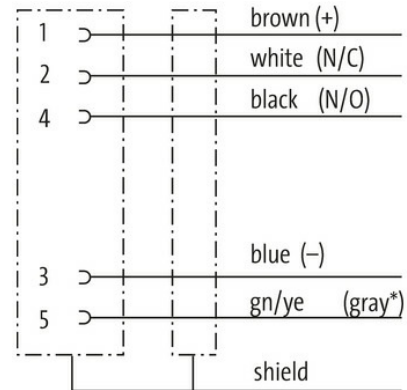 1 brown (+)
2 white (N/C)
4 black (N/O)
3 blue (–)
5 gn/ye (gray*)
shield